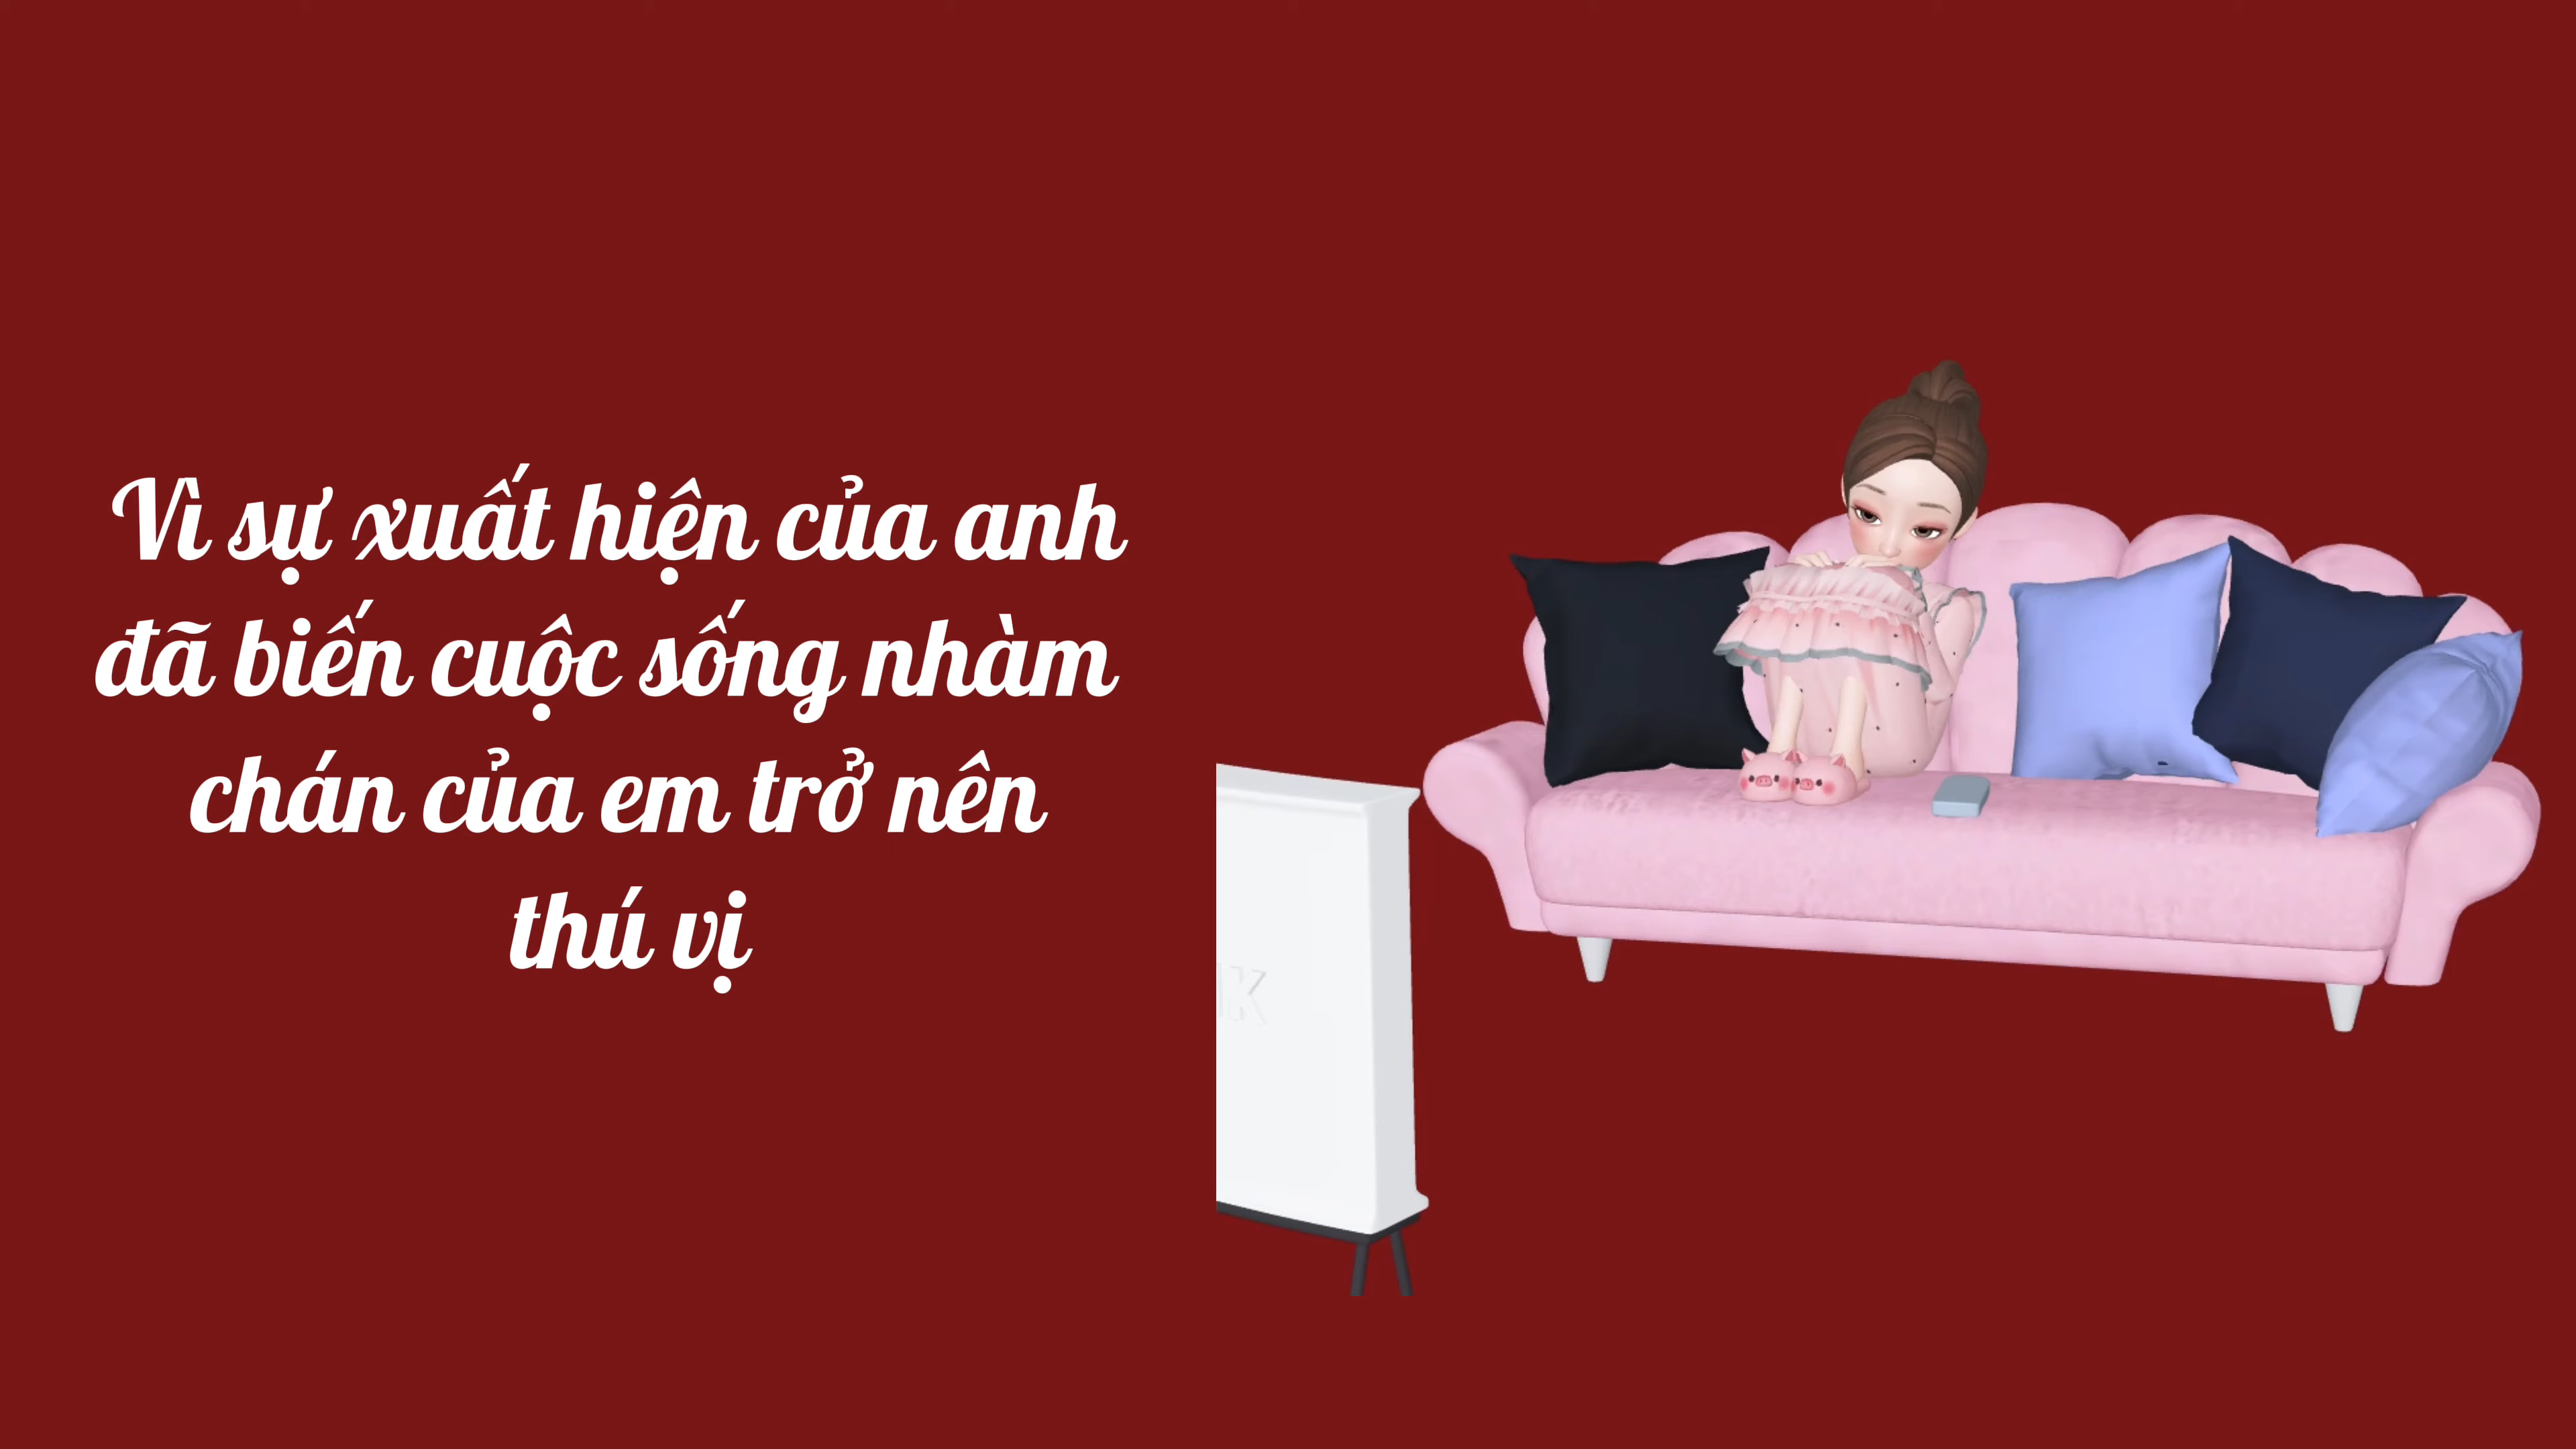 Vì sự xuất hiện của anh
đã biến cuộc sống nhàm
chán của em trở nên
thú vị